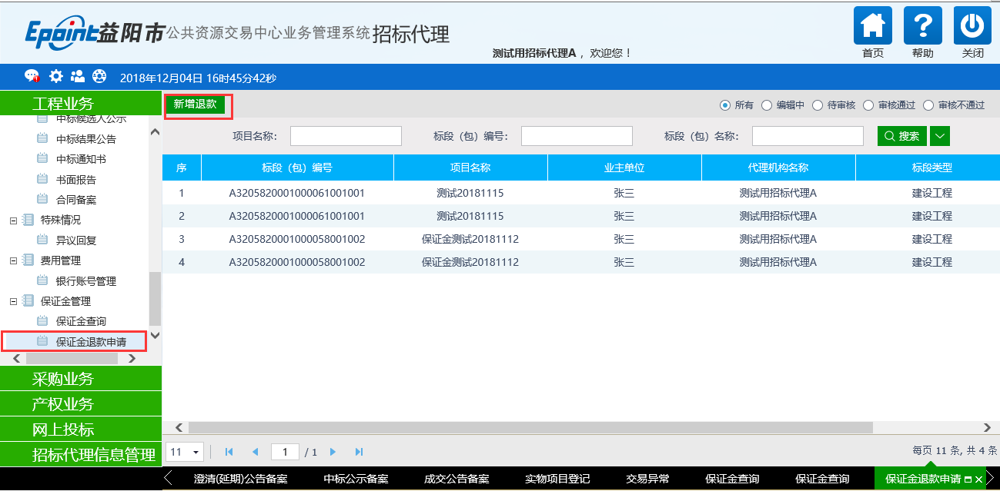 Epoint益阳市公共资源交易中心业务管理系统 招标代理
测试用招标代理A ，欢迎您！
首页 帮助 关闭
2018年12月04日 16时45分42秒
工程业务
中标候选人公示
中标结果公告
中标通知书
书面报告
合同备案
特殊情况
异议回复
费用管理
银行账号管理
保证金管理
保证金查询
保证金退款申请
采购业务
产权业务
网上投标
招标代理信息管理
新增退款
所有 编辑中 待审核 审核通过 审核不通过
项目名称: 标段（包）编号: 标段（包）名称: 搜索
序 标段（包）编号 项目名称 业主单位 代理机构名称 标段类型
1 A3205820001000061001001 测试20181115 张三 测试用招标代理A 建设工程
2 A3205820001000061001001 测试20181115 张三 测试用招标代理A 建设工程
3 A3205820001000058001002 保证金测试20181112 张三 测试用招标代理A 建设工程
4 A3205820001000058001002 保证金测试20181112 张三 测试用招标代理A 建设工程
11 1 / 1 每页 11 条, 共 4 条
澄清(延期)公告备案 中标公示备案 成交公告备案 实物项目登记 交易异常 保证金查询 保证金查询 保证金退款申请